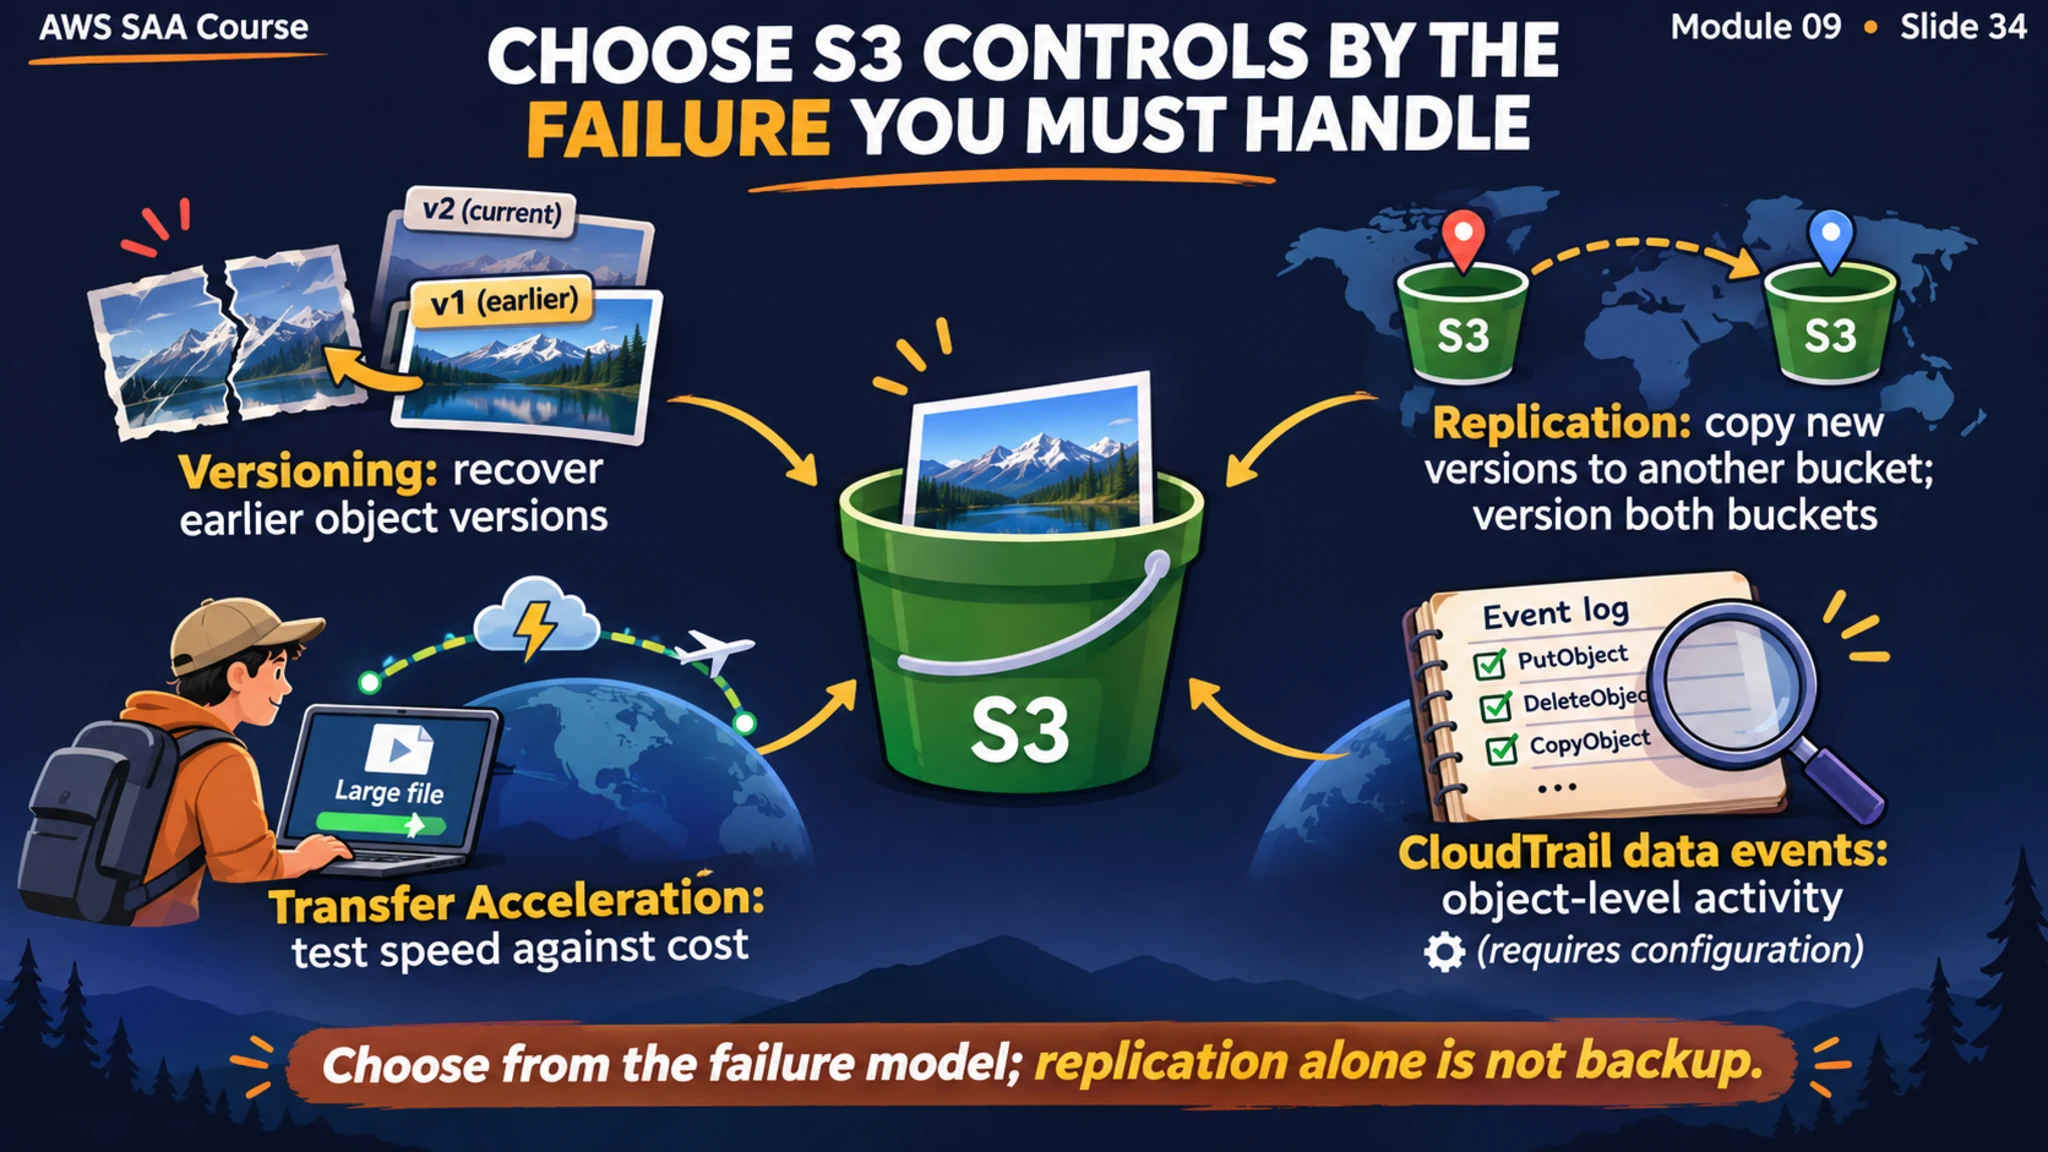 AWS SAA Course
Module 09 • Slide 34
CHOOSE S3 CONTROLS BY THE
FAILURE YOU MUST HANDLE
v2 (current)
v1 (earlier)
Versioning: recover
earlier object versions
S3
S3
Replication: copy new
versions to another bucket;
version both buckets
S3
Large file
Transfer Acceleration:
test speed against cost
Event log
PutObject
DeleteObjec
CopyObject
...
CloudTrail data events:
object-level activity
(requires configuration)
Choose from the failure model; replication alone is not backup.